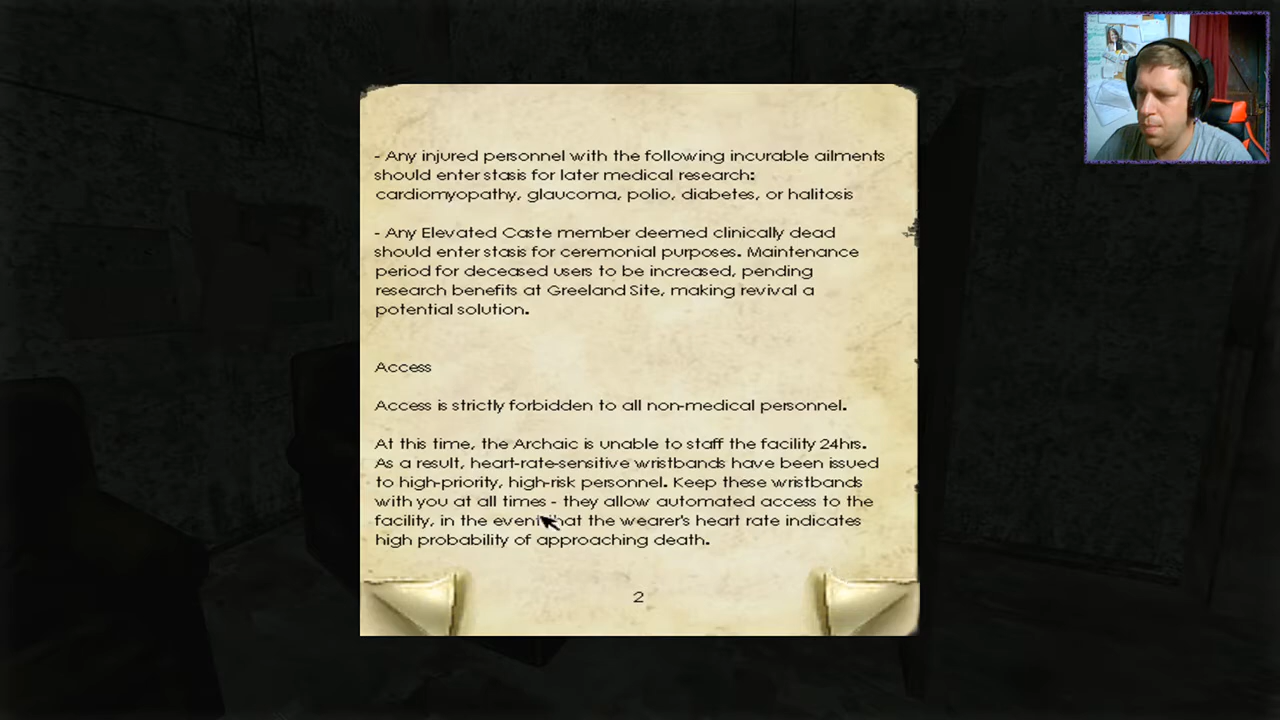 - Any injured personnel with the following incurable ailments
should enter stasis for later medical research:
cardiomyopathy, glaucoma, polio, diabetes, or halitosis
- Any Elevated Caste member deemed clinically dead
should enter stasis for ceremonial purposes. Maintenance
period for deceased users to be increased, pending
research benefits at Greeland Site, making revival a
potential solution.
Access
Access is strictly forbidden to all non-medical personnel.
At this time, the Archaic is unable to staff the facility 24hrs.
As a result, heart-rate-sensitive wristbands have been issued
to high-priority, high-risk personnel. Keep these wristbands
with you at all times - they allow automated access to the
facility, in the event that the wearer's heart rate indicates
high probability of approaching death.
2